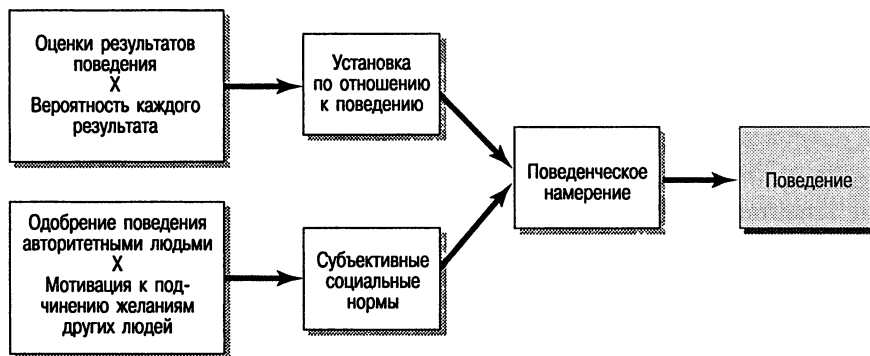 Оценки результатов
поведения
X
Вероятность каждого
результата
Установка
по отношению
к поведению
Одобрение поведения
авторитетными людьми
X
Мотивация к под-
чинению желаниям
других людей
Субъективные
социальные
нормы
Поведенческое
намерение
Поведение